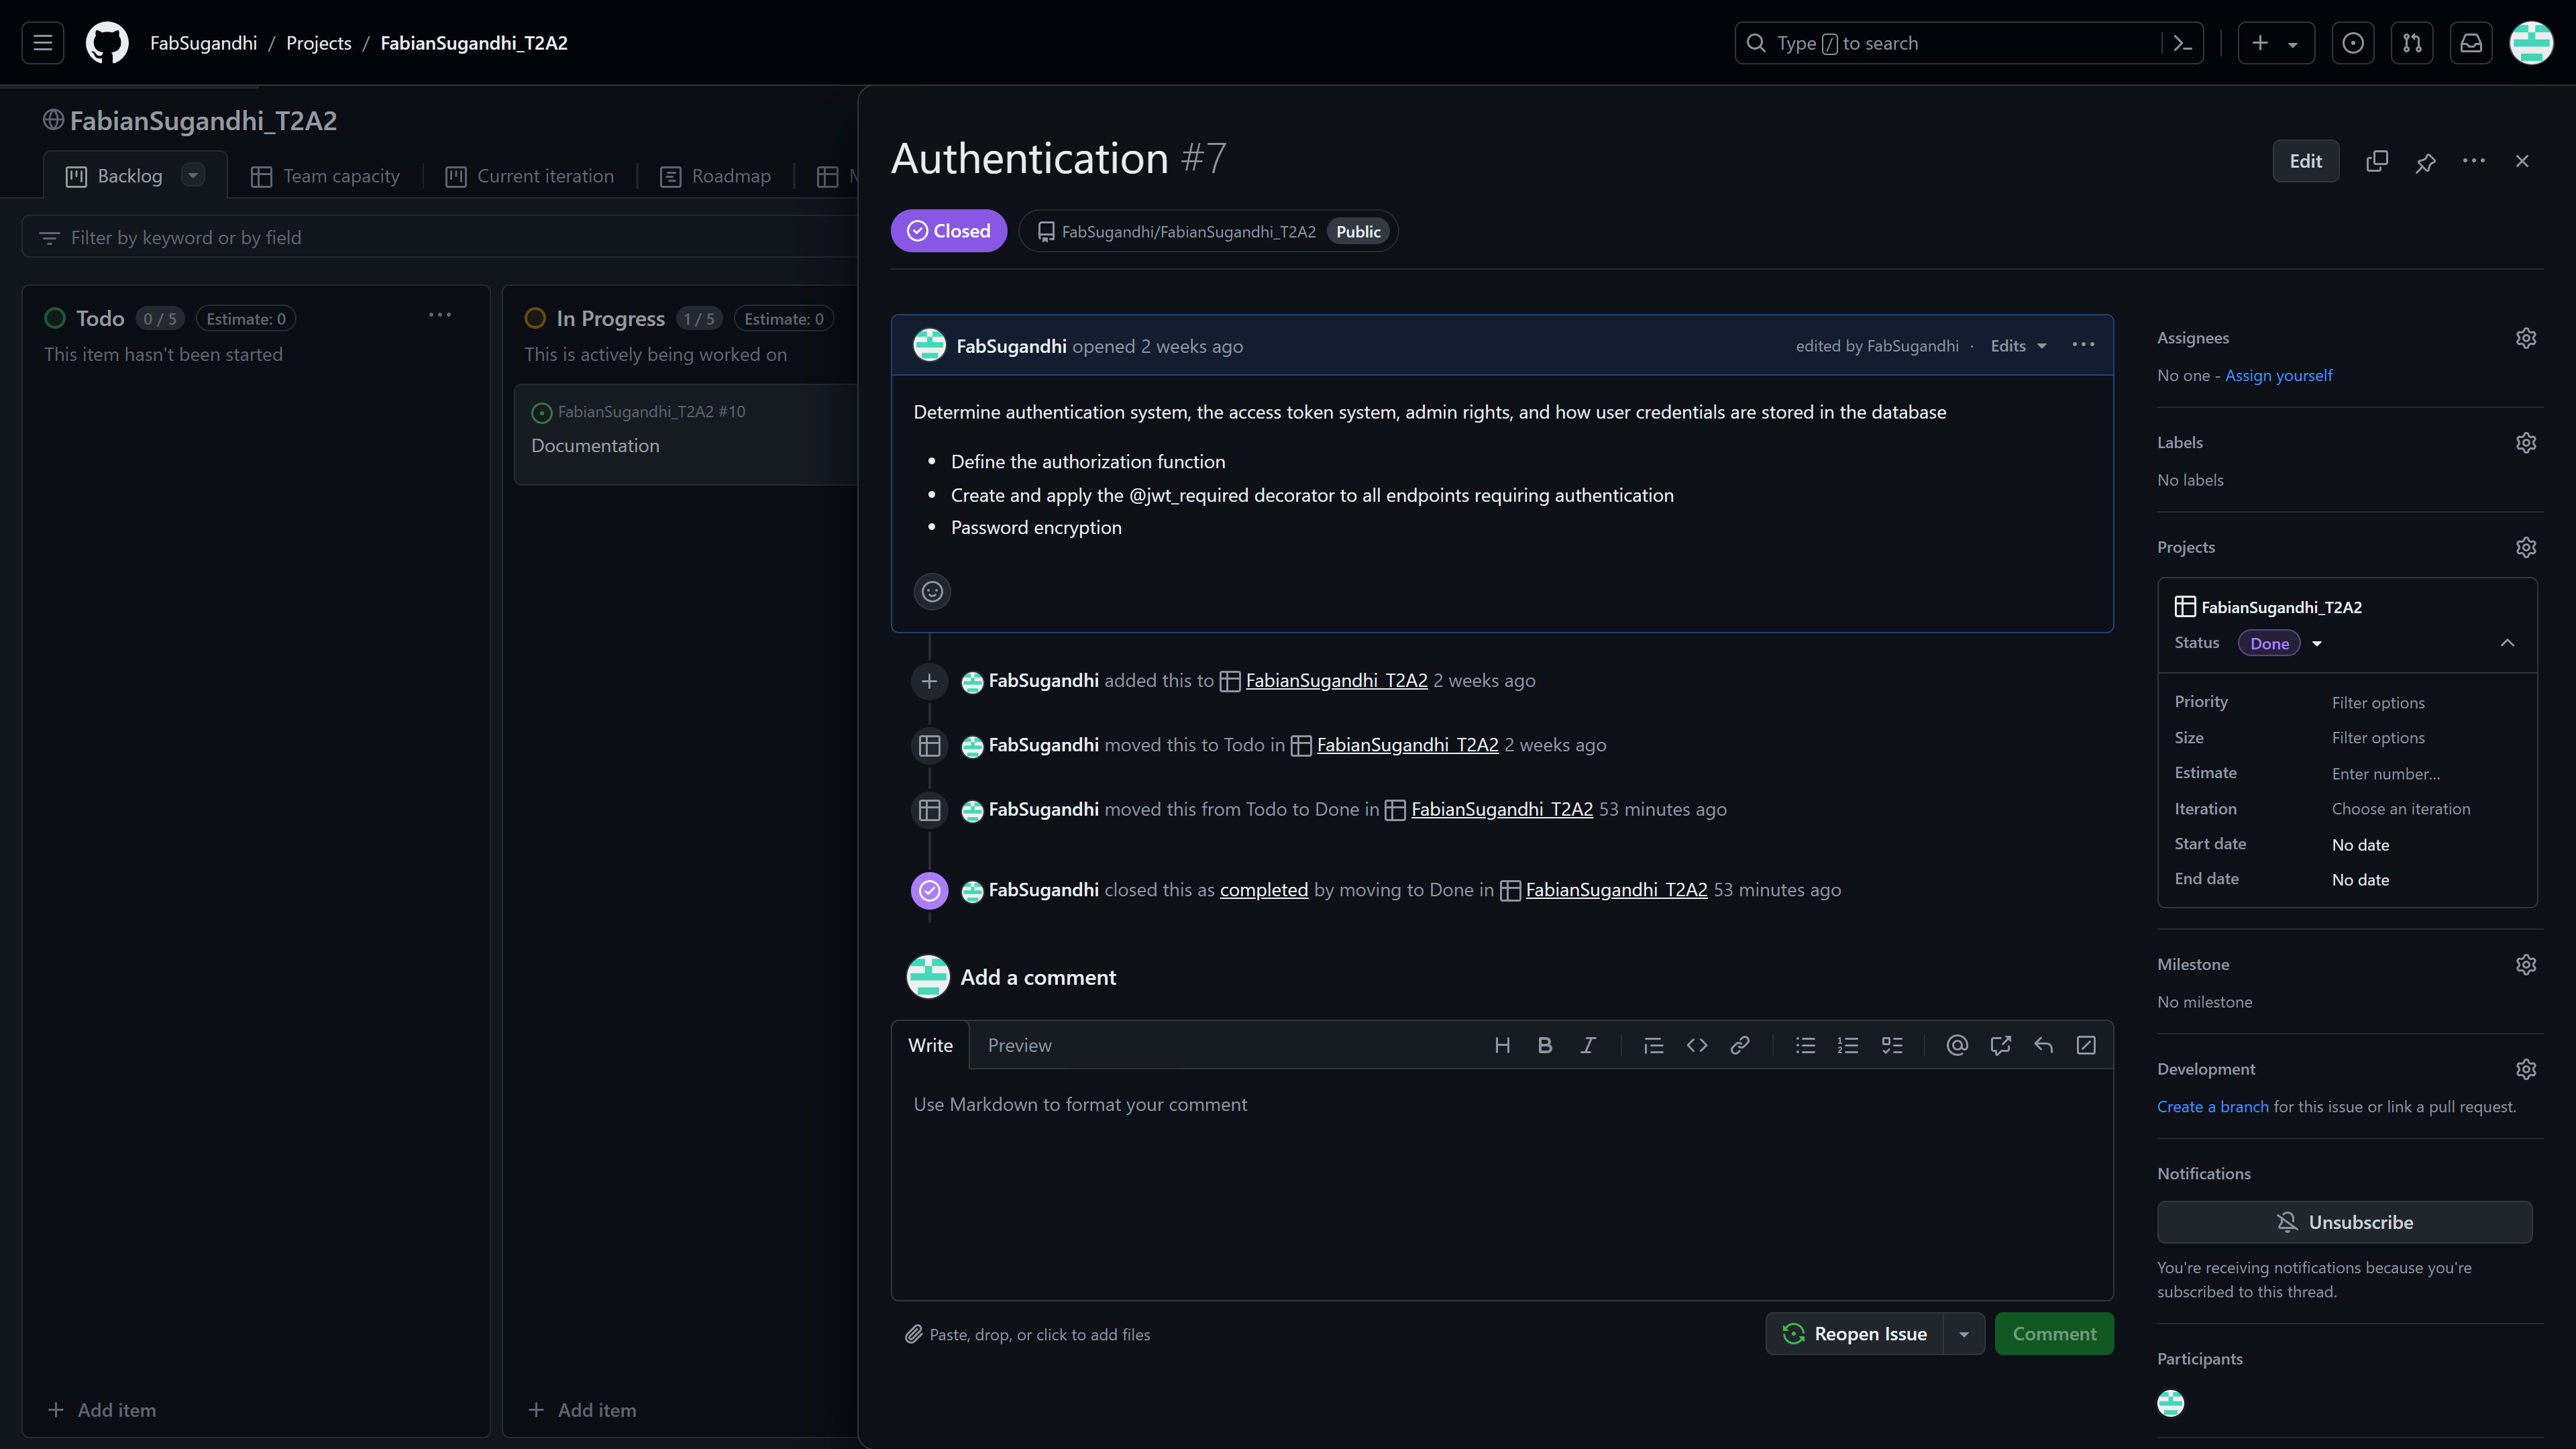 FabSugandhi / Projects / FabianSugandhi_T2A2
Type / to search
FabianSugandhi_T2A2
Backlog
Team capacity
Current iteration
Roadmap
Filter by keyword or by field
Todo 0 / 5 Estimate: 0
This item hasn't been started
Add item
In Progress 1 / 5 Estimate: 0
This is actively being worked on
FabianSugandhi_T2A2 #10
Documentation
Add item
Authentication #7
Edit
Closed
FabSugandhi/FabianSugandhi_T2A2 Public
FabSugandhi opened 2 weeks ago
edited by FabSugandhi · Edits
Determine authentication system, the access token system, admin rights, and how user credentials are stored in the database
• Define the authorization function
• Create and apply the @jwt_required decorator to all endpoints requiring authentication
• Password encryption
FabSugandhi added this to FabianSugandhi_T2A2 2 weeks ago
FabSugandhi moved this to Todo in FabianSugandhi_T2A2 2 weeks ago
FabSugandhi moved this from Todo to Done in FabianSugandhi_T2A2 53 minutes ago
FabSugandhi closed this as completed by moving to Done in FabianSugandhi_T2A2 53 minutes ago
Add a comment
Write
Preview
Use Markdown to format your comment
Paste, drop, or click to add files
Reopen Issue
Comment
Assignees
No one - Assign yourself
Labels
No labels
Projects
FabianSugandhi_T2A2
Status Done
Priority Filter options
Size Filter options
Estimate Enter number...
Iteration Choose an iteration
Start date No date
End date No date
Milestone
No milestone
Development
Create a branch for this issue or link a pull request.
Notifications
Unsubscribe
You're receiving notifications because you're
subscribed to this thread.
Participants